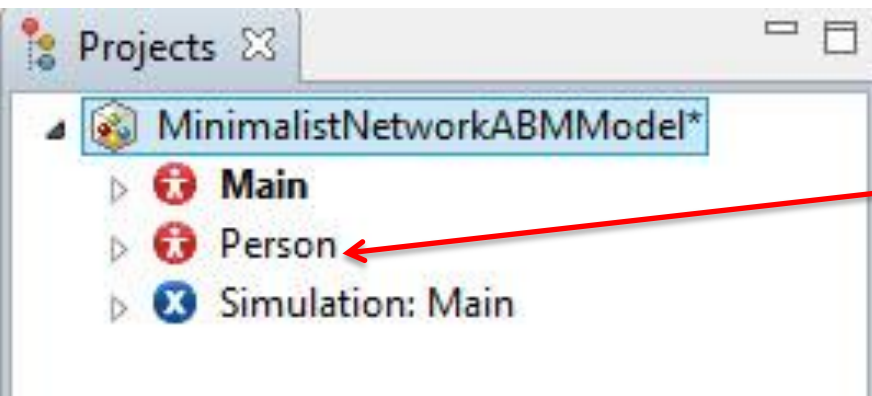 Projects
MinimalistNetworkABMModel*
Main
Person
Simulation: Main